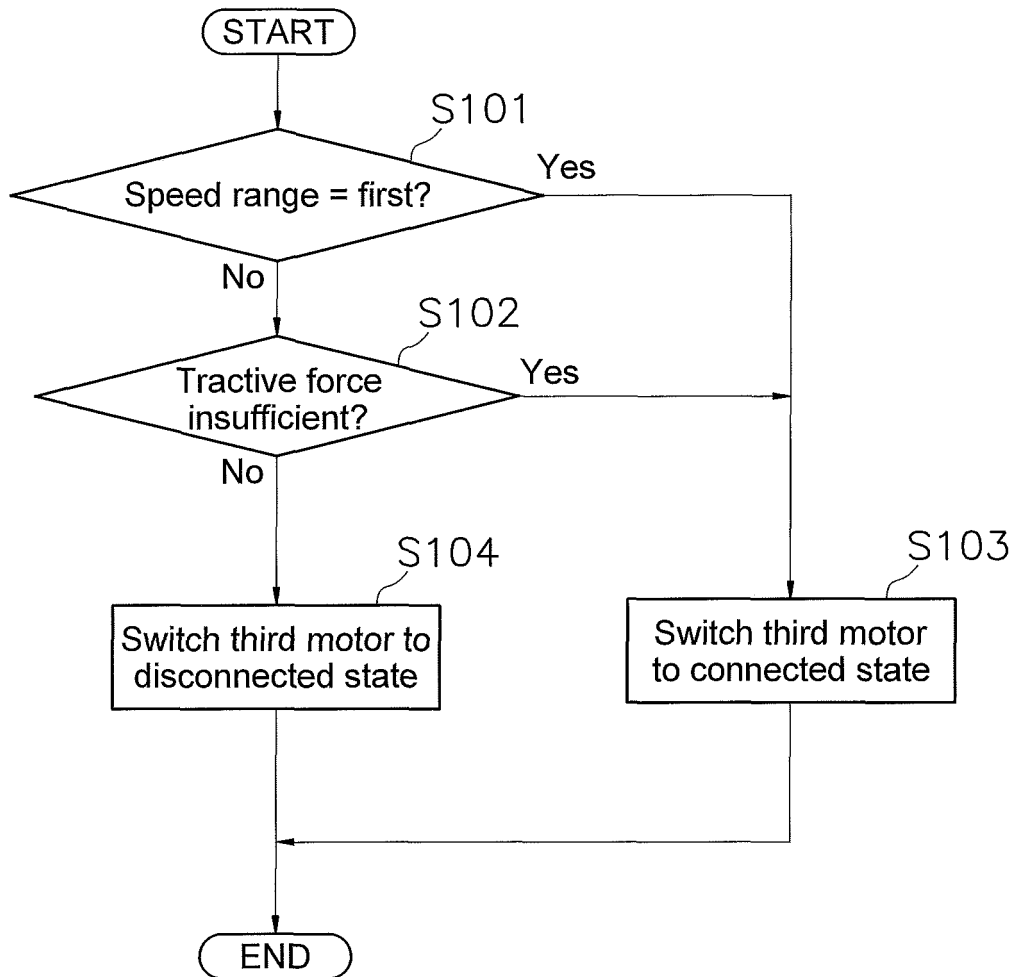 START
S101
Speed range = first?
Yes
No
S102
Tractive force
insufficient?
Yes
No
S104
Switch third motor to
disconnected state
S103
Switch third motor
to connected state
END